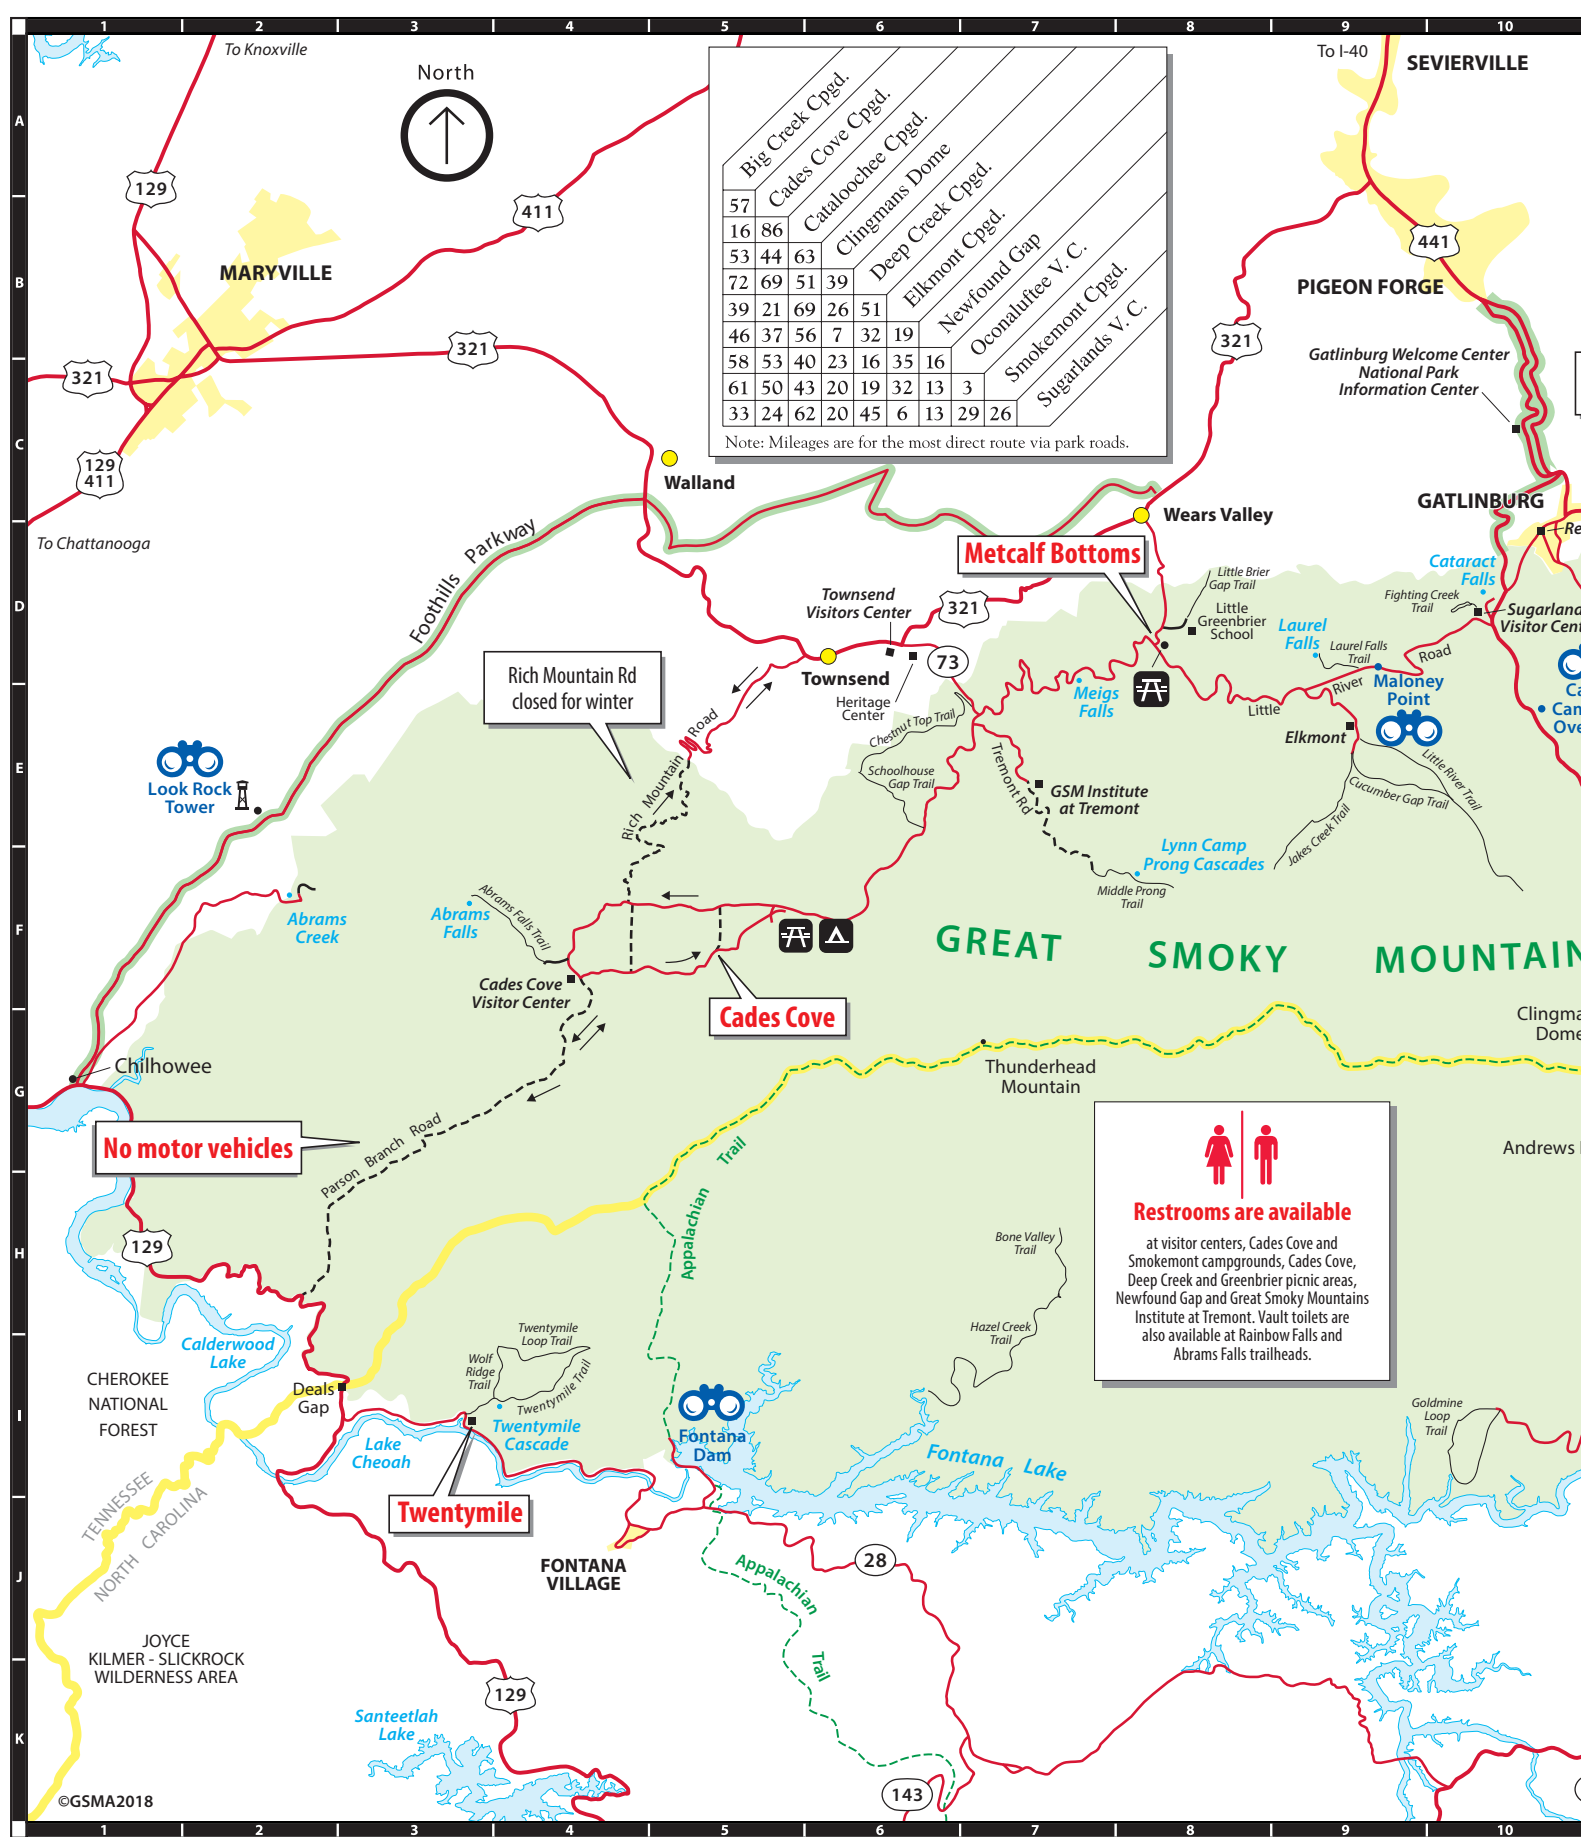 1 2 3 4 5 6 7 8 9 10
To Knoxville
North
To I-40
SEVIERVILLE
A
Big Creek Cpgd.
Cades Cove Cpgd.
Cataloochee Cpgd.
Clingmans Dome
Deep Creek Cpgd.
Elkmont Cpgd.
Newfound Gap
Oconaluftee V. C.
Smokemont Cpgd.
Sugarlands V. C.
57
16 86
53 44 63
72 69 51 39
39 21 69 26 51
46 37 56 7 32 19
58 53 40 23 16 35 16
61 50 43 20 19 32 13 3
33 24 62 20 45 6 13 29 26
Note: Mileages are for the most direct route via park roads.
129
411
441
MARYVILLE
B
PIGEON FORGE
321
321
321
Gatlinburg Welcome Center
National Park
Information Center
C
129
411
Walland
GATLINBURG
Wears Valley
To Chattanooga
Foothills Parkway
Metcalf Bottoms
Re
Cataract
Falls
Little Brier
Gap Trail
Fighting Creek
Trail
D
Townsend
Visitors Center
321
Little
Greenbrier
School
Laurel
Falls
Laurel Falls
Trail
Sugarland
Visitor Cent
Road
Rich Mountain Rd
closed for winter
Townsend
73
Heritage
Center
Meigs
Falls
River
Little
Maloney
Point
Ca
Can
Ove
Road
Chestnut Top Trail
Elkmont
E
Look Rock
Tower
Rich Mountain
Schoolhouse
Gap Trail
Tremont Rd
GSM Institute
at Tremont
Little River Trail
Cucumber Gap Trail
Jakes Creek Trail
Lynn Camp
Prong Cascades
Middle Prong
Trail
F
Abrams
Creek
Abrams
Falls
Abrams Falls Trail
GREAT SMOKY MOUNTAIN
Cades Cove
Visitor Center
Cades Cove
Clingma
Dome
Chilhowee
Thunderhead
Mountain
G
No motor vehicles
Parson Branch Road
Appalachian Trail
Andrews
Restrooms are available
at visitor centers, Cades Cove and
Smokemont campgrounds, Cades Cove,
Deep Creek and Greenbrier picnic areas,
Newfound Gap and Great Smoky Mountains
Institute at Tremont. Vault toilets are
also available at Rainbow Falls and
Abrams Falls trailheads.
H
129
Bone Valley
Trail
Hazel Creek
Trail
Calderwood
Lake
Twentymile
Loop Trail
Wolf
Ridge
Trail
Twentymile Trail
CHEROKEE
NATIONAL
FOREST
Deals
Gap
I
Twentymile
Cascade
Lake
Cheoah
Fontana
Dam
Fontana Lake
Goldmine
Loop
Trail
Twentymile
TENNESSEE
NORTH CAROLINA
FONTANA
VILLAGE
28
J
Appalachian
Trail
JOYCE
KILMER - SLICKROCK
WILDERNESS AREA
129
K
Santeetlah
Lake
143
©GSMA2018
1 2 3 4 5 6 7 8 9 10